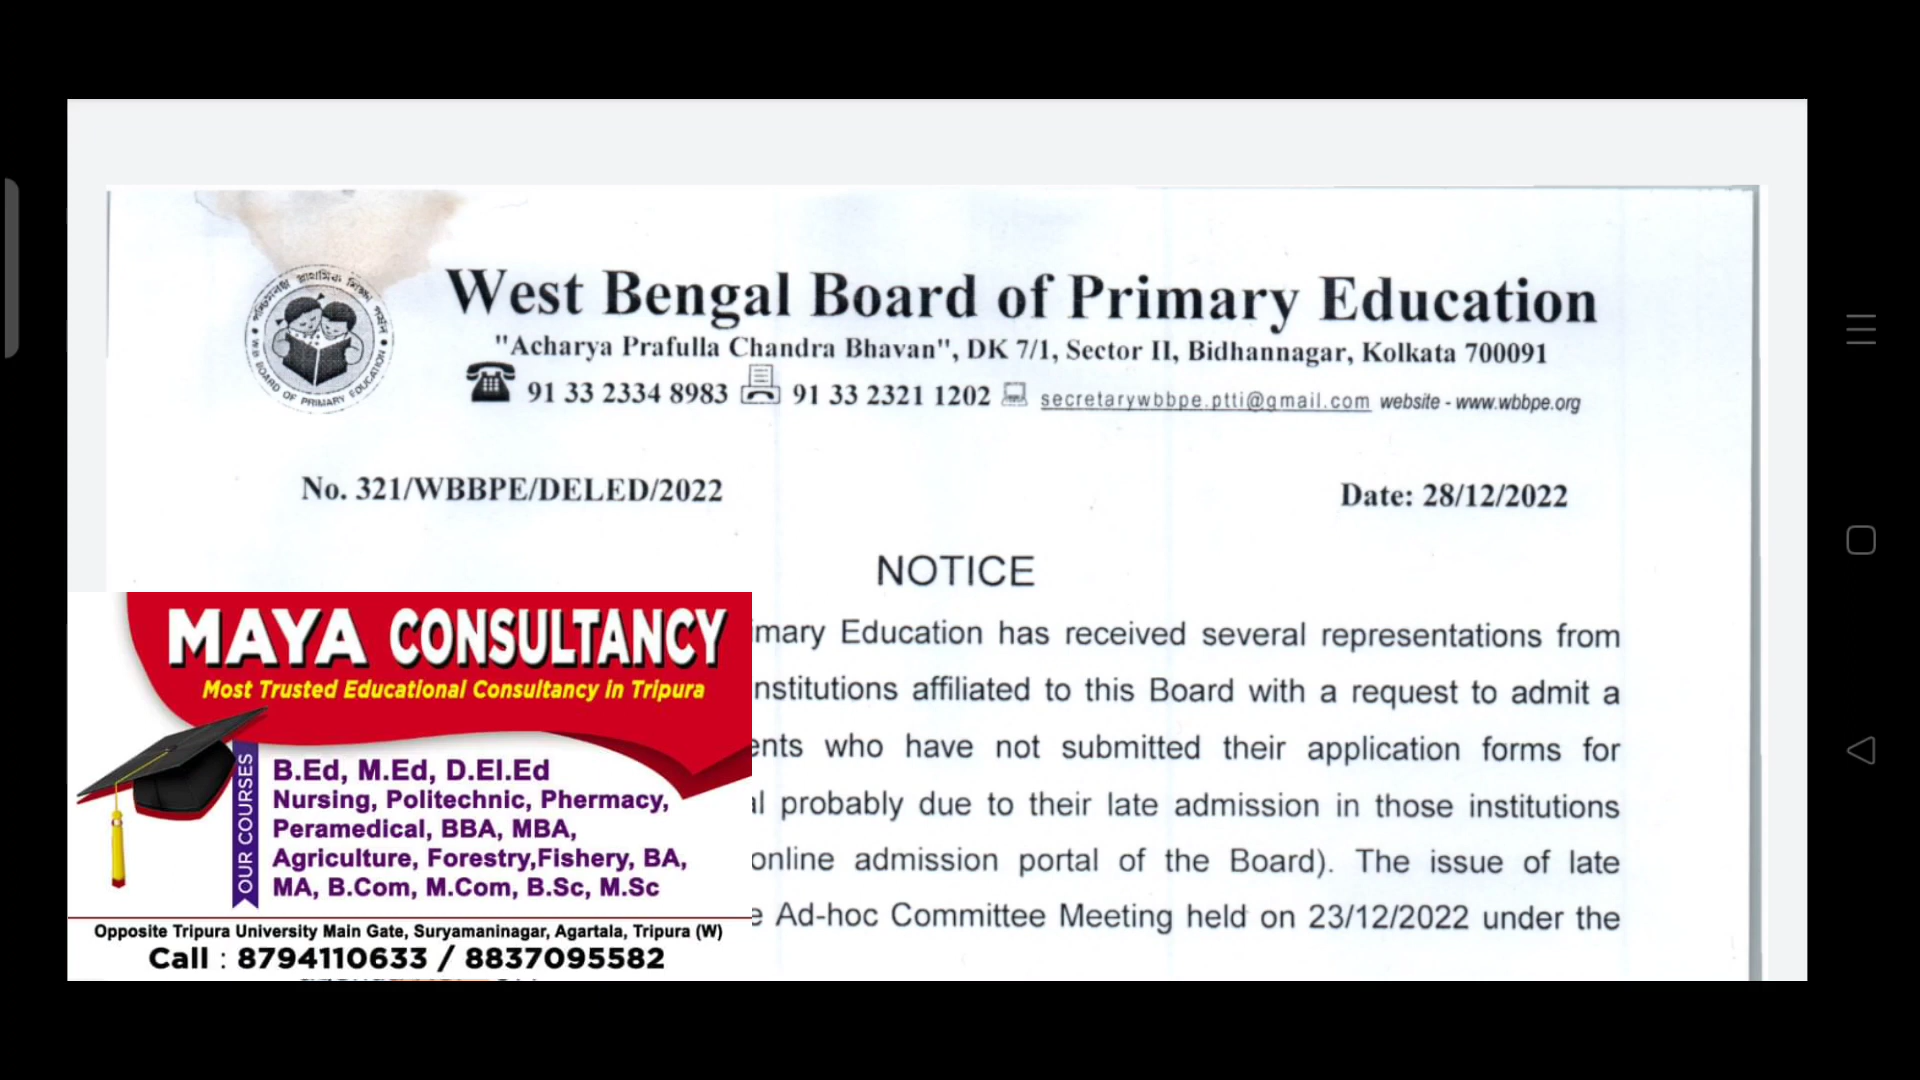 West Bengal Board of Primary Education
"Acharya Prafulla Chandra Bhavan", DK 7/1, Sector II, Bidhannagar, Kolkata 700091
91 33 2334 8983 91 33 2321 1202 secretarywbbpe.ptti@gmail.com website - www.wbbpe.org
W B BOARD OF PRIMARY EDUCATION
No. 321/WBBPE/DELED/2022 Date: 28/12/2022
NOTICE
mary Education has received several representations from
nstitutions affiliated to this Board with a request to admit a
ents who have not submitted their application forms for
probably due to their late admission in those institutions
online admission portal of the Board). The issue of late
Ad-hoc Committee Meeting held on 23/12/2022 under the
MAYA CONSULTANCY
Most Trusted Educational Consultancy in Tripura
OUR COURSES
B.Ed, M.Ed, D.El.Ed
Nursing, Politechnic, Phermacy,
Peramedical, BBA, MBA,
Agriculture, Forestry,Fishery, BA,
MA, B.Com, M.Com, B.Sc, M.Sc
Opposite Tripura University Main Gate, Suryamaninagar, Agartala, Tripura (W)
Call : 8794110633 / 8837095582